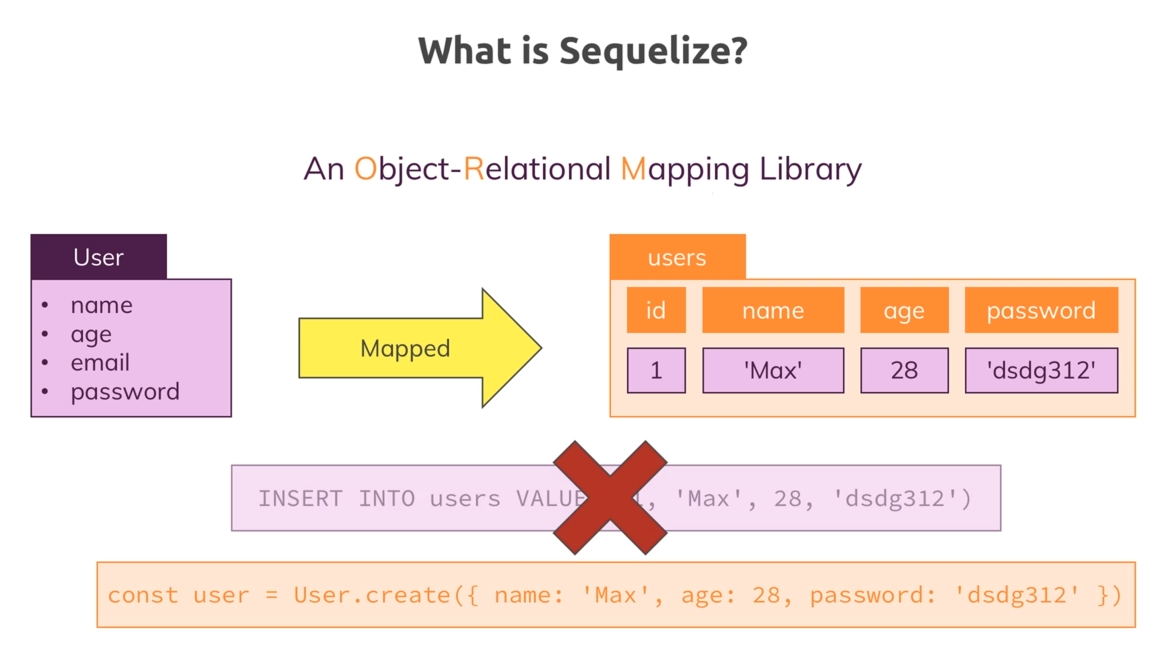 What is Sequelize?
An Object-Relational Mapping Library
User
• name
• age
• email
• password
Mapped
users
id name age password
1 'Max' 28 'dsdg312'
INSERT INTO users VALUE 1, 'Max', 28, 'dsdg312')
const user = User.create({ name: 'Max', age: 28, password: 'dsdg312' })